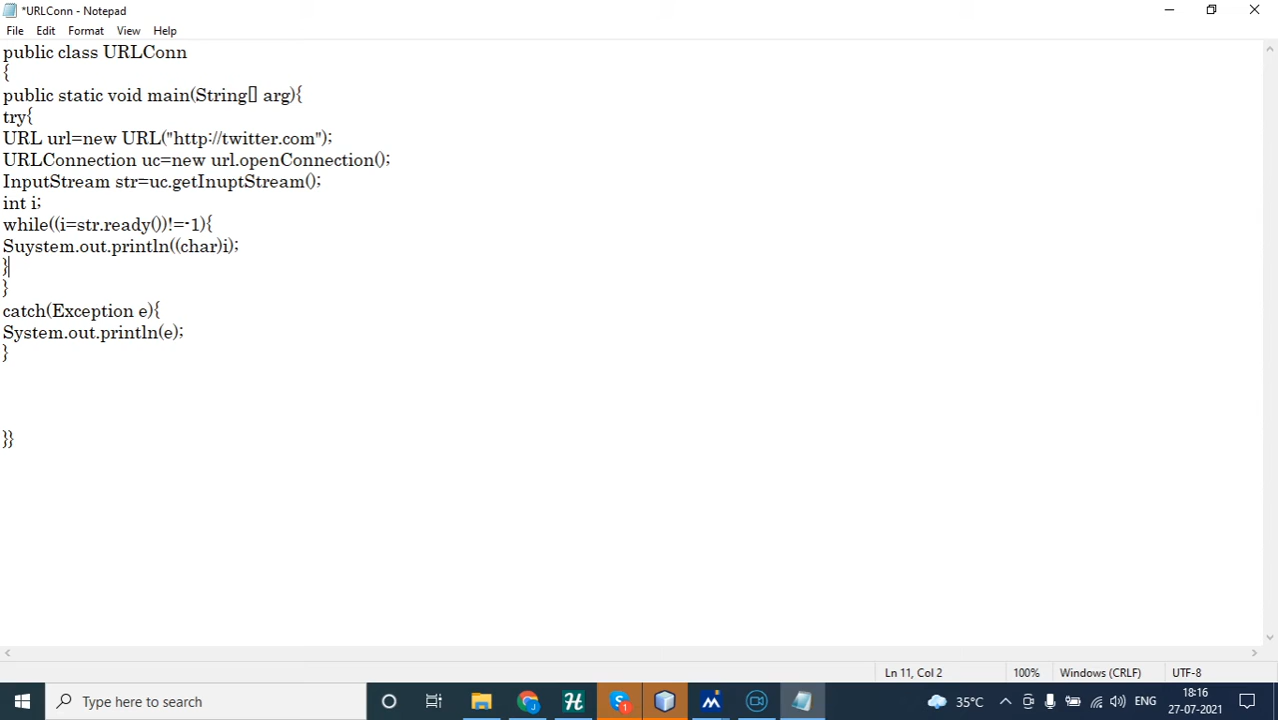 *URLConn - Notepad
File Edit Format View Help
public class URLConn
{
public static void main(String[] arg){
try{
URL url=new URL("http://twitter.com");
URLConnection uc=new url.openConnection();
InputStream str=uc.getInuptStream();
int i;
while((i=str.ready())!=-1){
Suystem.out.println((char)i);
}
}
catch(Exception e){
System.out.println(e);
}
}}
Ln 11, Col 2 100% Windows (CRLF) UTF-8
Type here to search 35°C ENG 18:16
27-07-2021